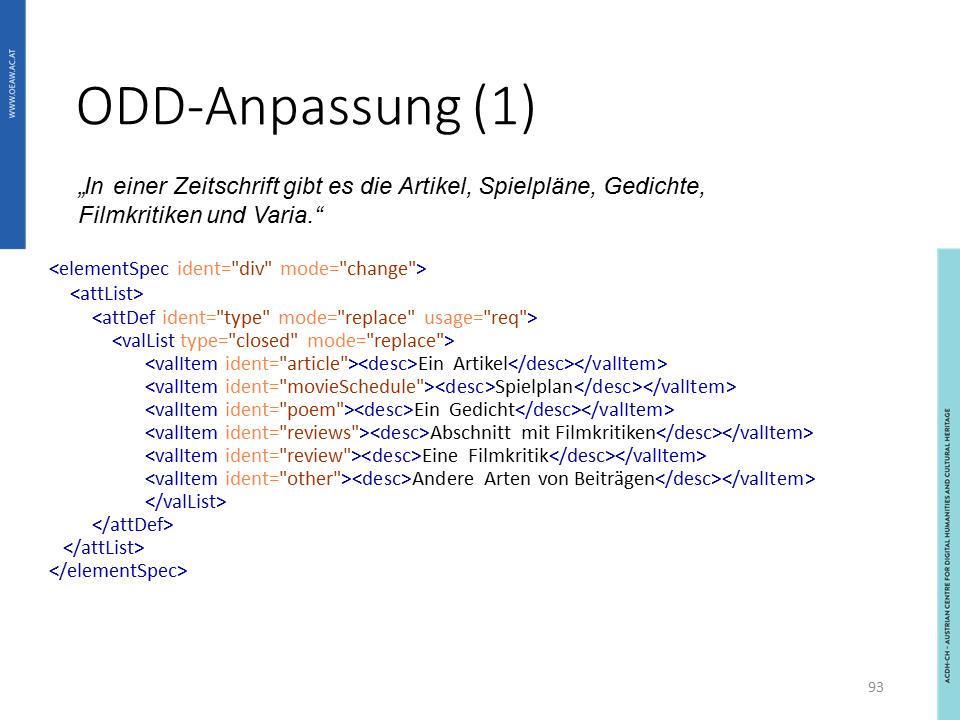 WWW.OEAW.AC.AT
ODD-Anpassung (1)
„In einer Zeitschrift gibt es die Artikel, Spielpläne, Gedichte,
Filmkritiken und Varia.“
<elementSpec ident="div" mode="change">
<attList>
<attDef ident="type" mode="replace" usage="req">
<valList type="closed" mode="replace">
<valItem ident="article"><desc>Ein Artikel</desc></valItem>
<valItem ident="movieSchedule"><desc>Spielplan</desc></valItem>
<valItem ident="poem"><desc>Ein Gedicht</desc></valItem>
<valItem ident="reviews"><desc>Abschnitt mit Filmkritiken</desc></valItem>
<valItem ident="review"><desc>Eine Filmkritik</desc></valItem>
<valItem ident="other"><desc>Andere Arten von Beiträgen</desc></valItem>
</valList>
</attDef>
</attList>
</elementSpec>
ACDH-CH – AUSTRIAN CENTRE FOR DIGITAL HUMANITIES AND CULTURAL HERITAGE
93